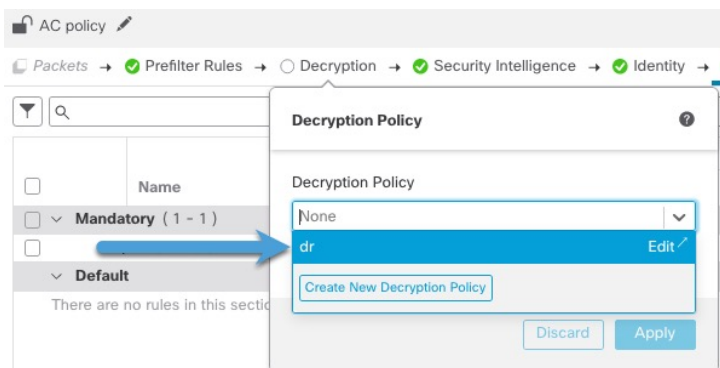 AC policy
Packets → Prefilter Rules → Decryption → Security Intelligence → Identity →
Decryption Policy
Name
Decryption Policy
None
Mandatory ( 1 - 1 )
dr Edit
Default
Create New Decryption Policy
There are no rules in this
Discard Apply